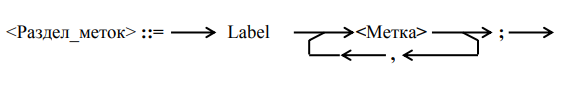 <Раздел_меток> ::= Label <Метка> ;
,